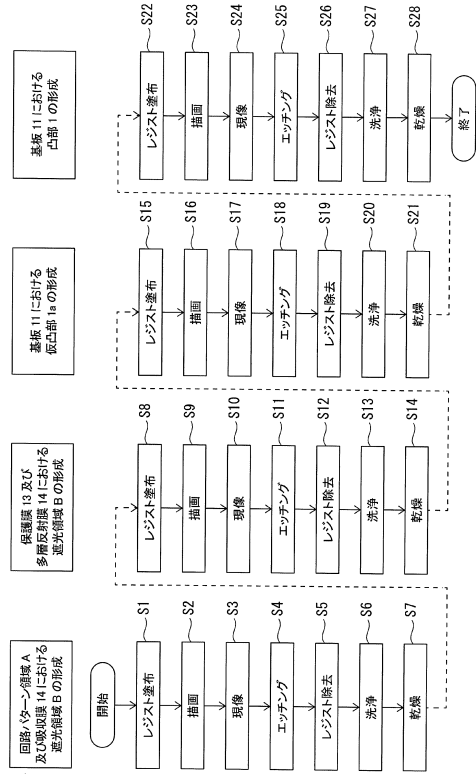 回路パターン領域 A
及び吸収膜 14 における
遮光領域 B の形成
開始
レジスト塗布
S1
描画
S2
現像
S3
エッチング
S4
レジスト除去
S5
洗浄
S6
乾燥
S7
保護膜 13 及び
多層反射膜 14 における
遮光領域 B の形成
レジスト塗布
S8
描画
S9
現像
S10
エッチング
S11
レジスト除去
S12
洗浄
S13
乾燥
S14
基板 11 における
仮凸部 1a の形成
レジスト塗布
S15
描画
S16
現像
S17
エッチング
S18
レジスト除去
S19
洗浄
S20
乾燥
S21
基板 11 における
凸部 1 の形成
レジスト塗布
S22
描画
S23
現像
S24
エッチング
S25
レジスト除去
S26
洗浄
S27
乾燥
S28
終了